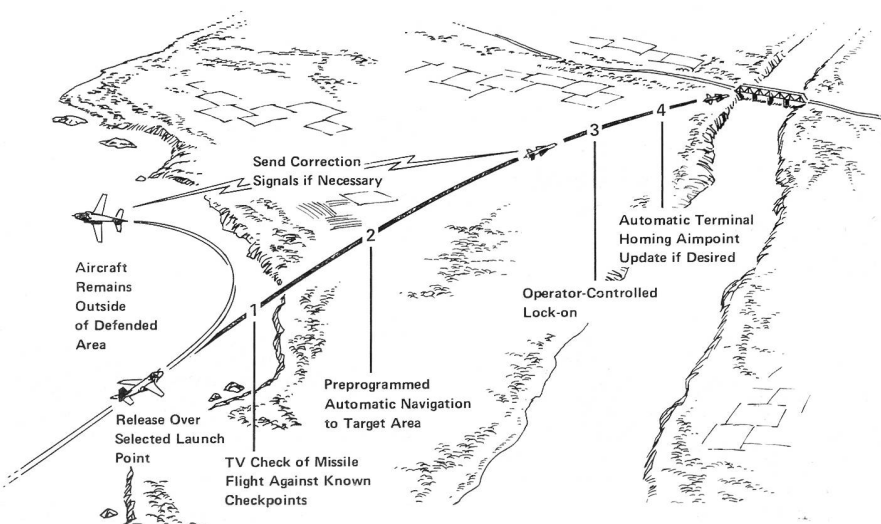 Send Correction
Signals if Necessary
1
2
3
4
Aircraft
Remains
Outside
of Defended
Area
Release Over
Selected Launch
Point
TV Check of Missile
Flight Against Known
Checkpoints
Preprogrammed
Automatic Navigation
to Target Area
Operator-Controlled
Lock-on
Automatic Terminal
Homing Aimpoint
Update if Desired